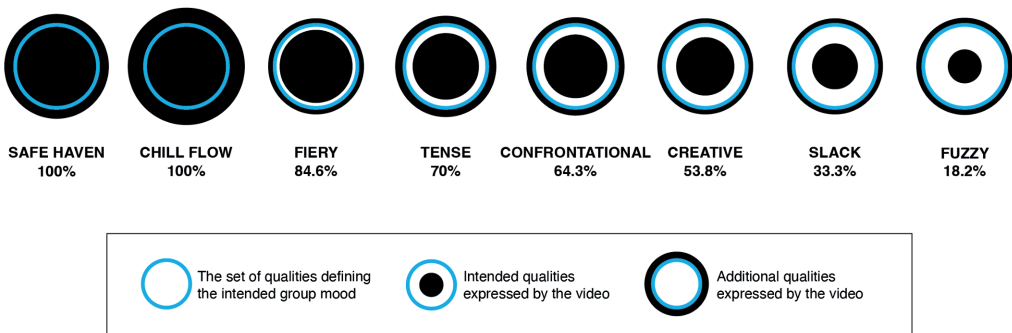 SAFE HAVEN
100%
CHILL FLOW
100%
FIERY
84.6%
TENSE
70%
CONFRONTATIONAL
64.3%
CREATIVE
53.8%
SLACK
33.3%
FUZZY
18.2%
The set of qualities defining
the intended group mood
Intended qualities
expressed by the video
Additional qualities
expressed by the video